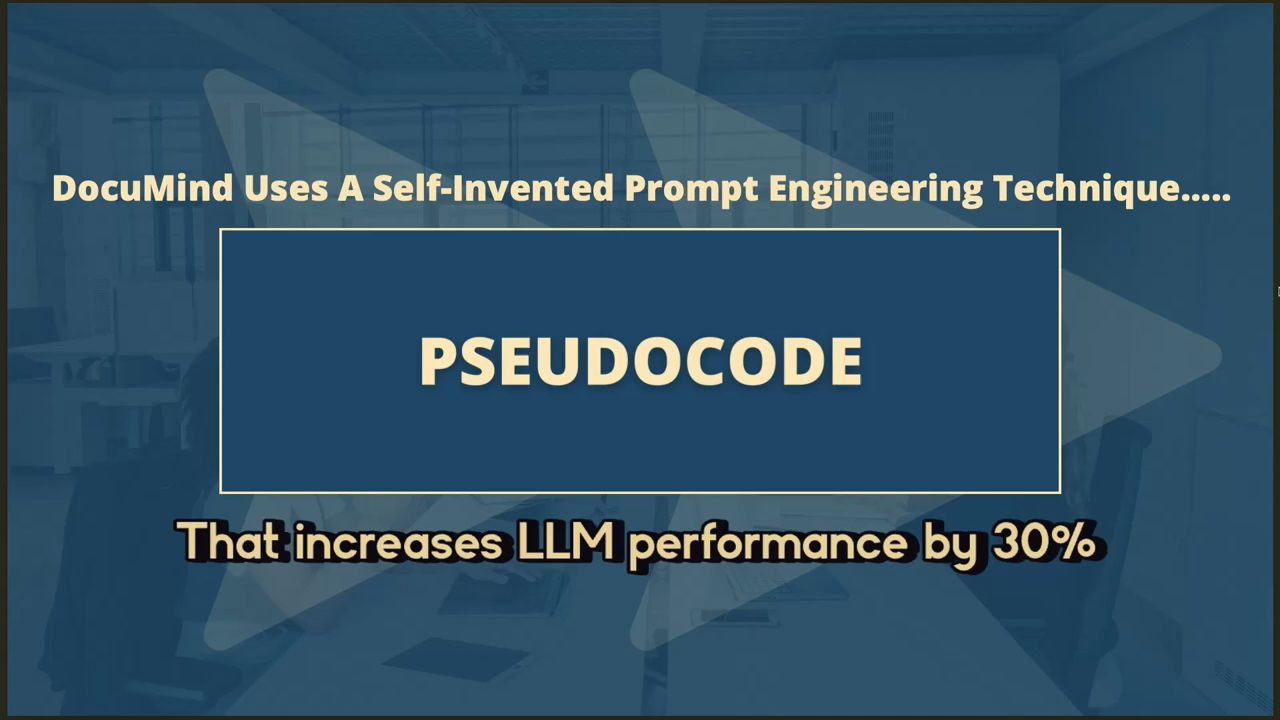 DocuMind Uses A Self-Invented Prompt Engineering Technique.....
PSEUDOCODE
That increases LLM performance by 30%